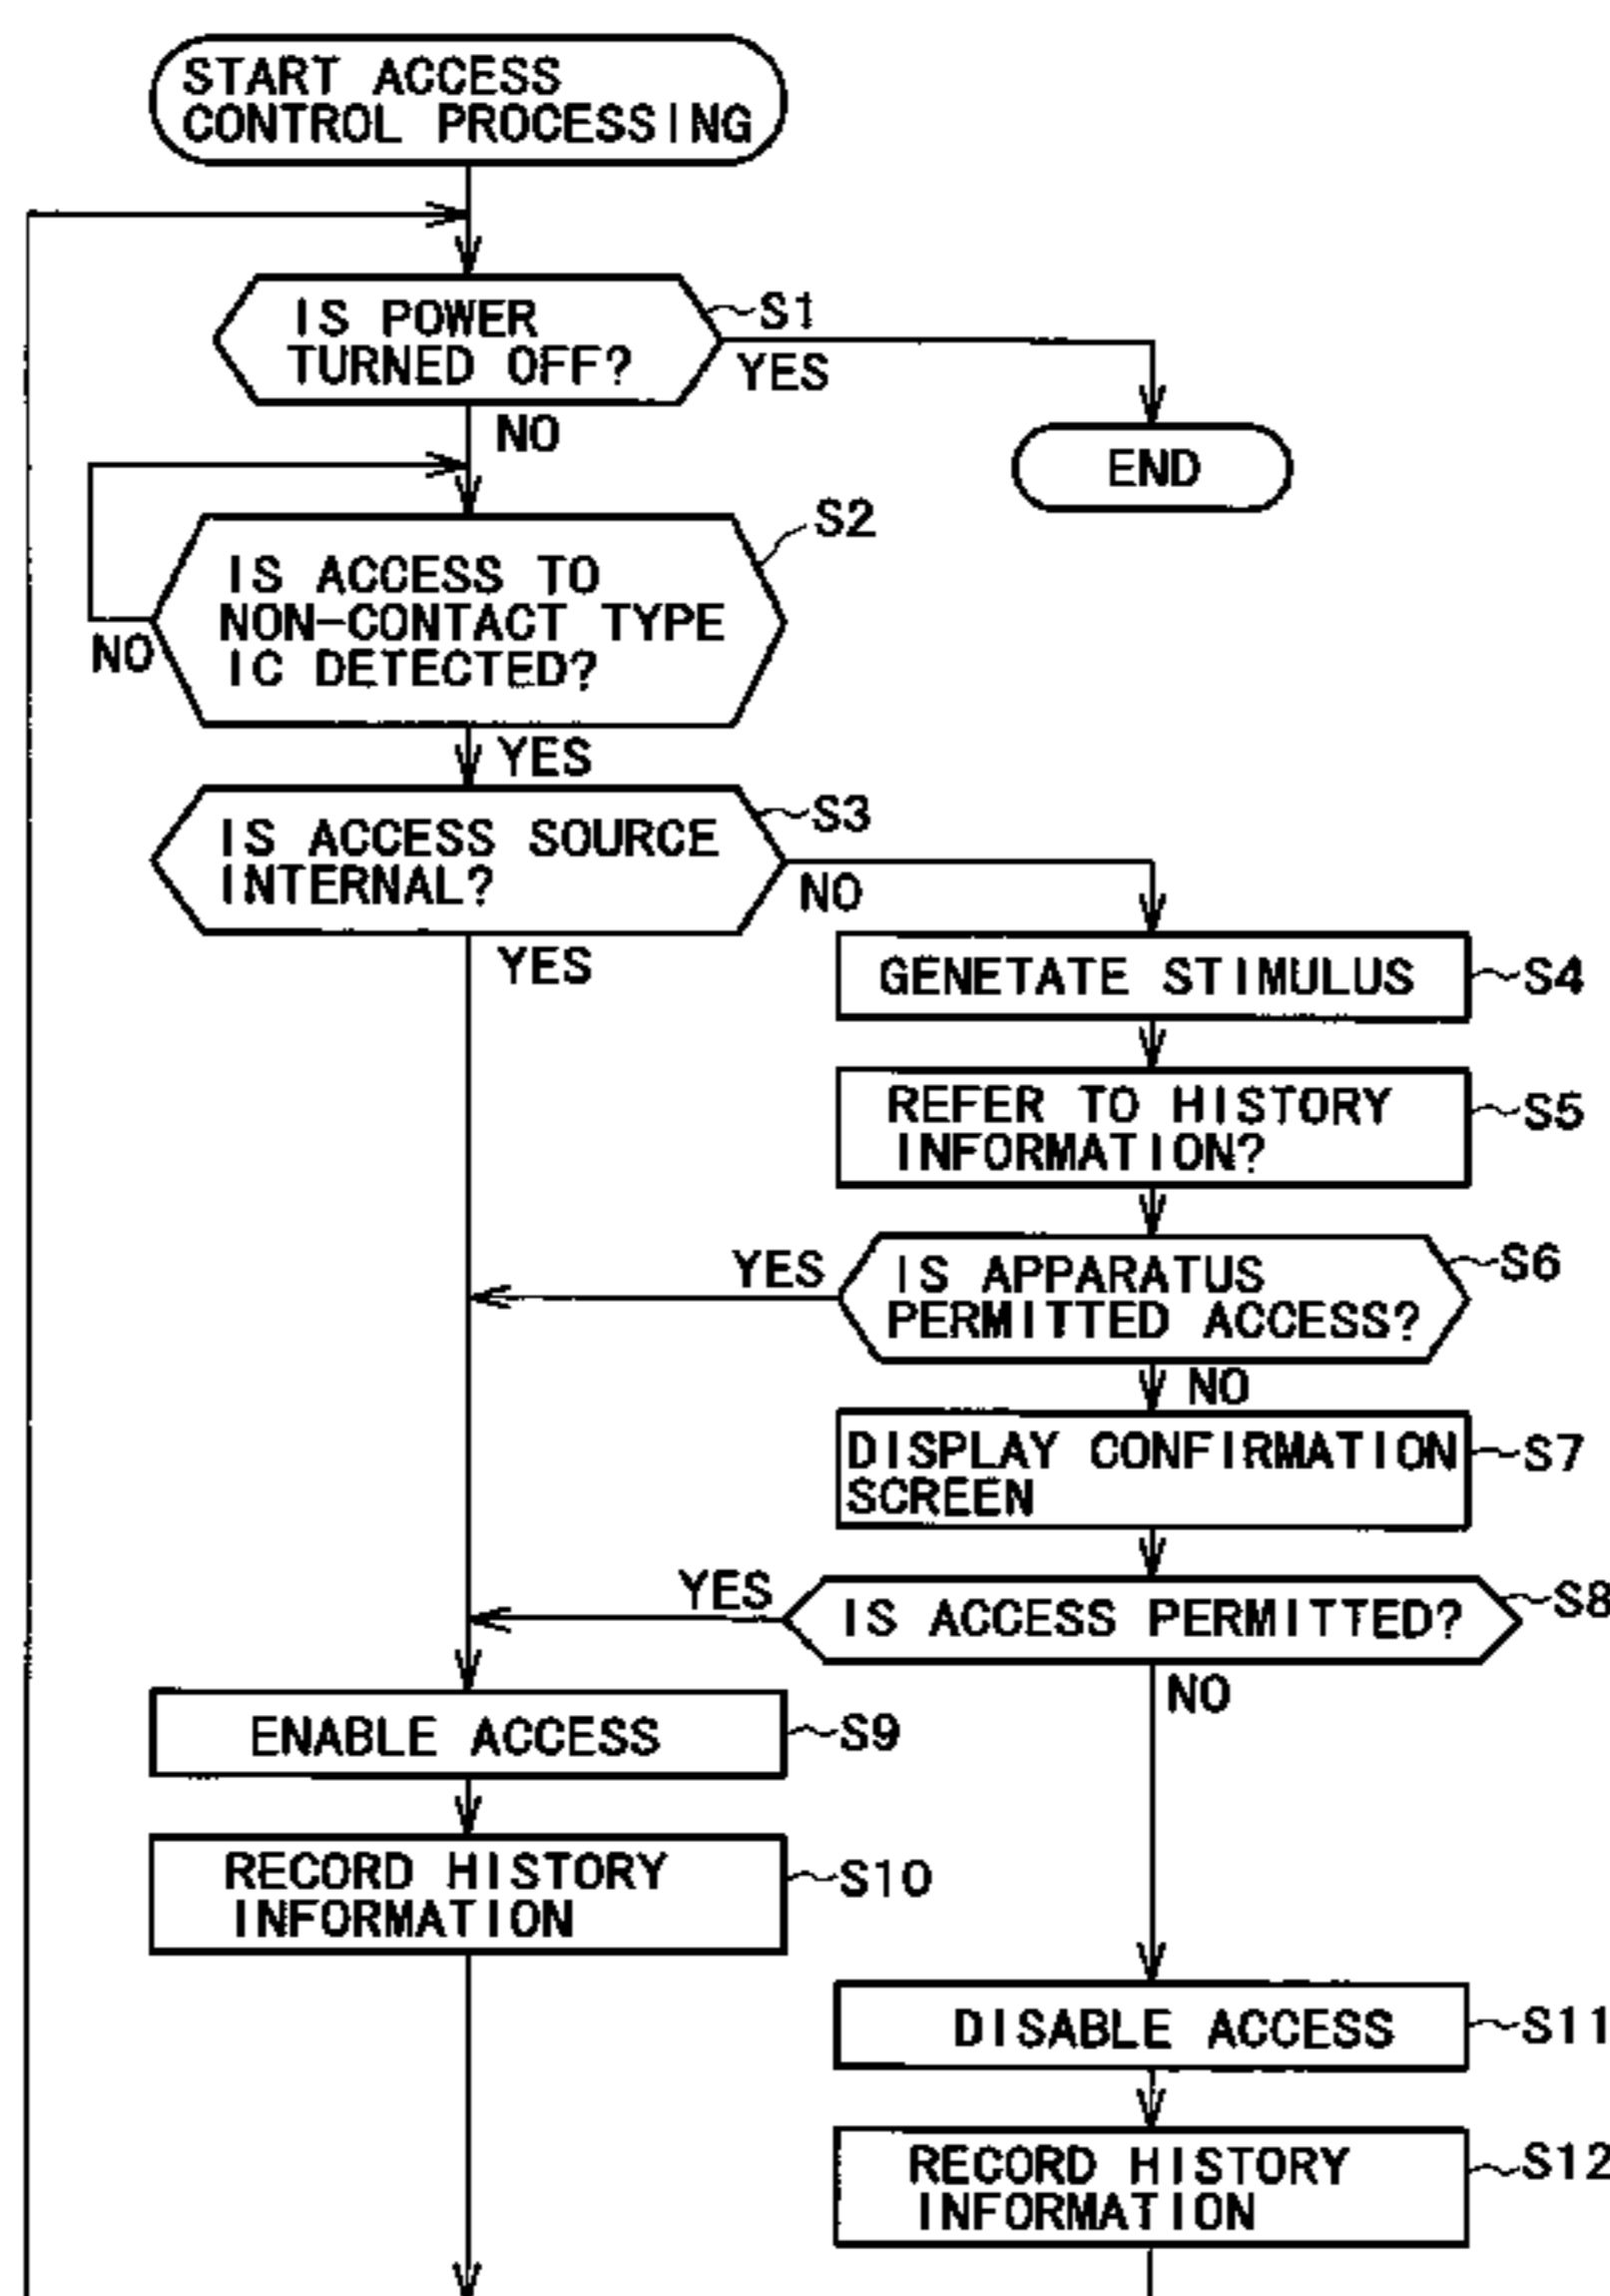 START ACCESS
CONTROL PROCESSING
IS POWER
TURNED OFF?
S1
YES
NO
END
IS ACCESS TO
NON-CONTACT TYPE
IC DETECTED?
S2
NO
YES
IS ACCESS SOURCE
INTERNAL?
S3
NO
YES
GENETATE STIMULUS
S4
REFER TO HISTORY
INFORMATION?
S5
IS APPARATUS
PERMITTED ACCESS?
S6
YES
NO
DISPLAY CONFIRMATION
SCREEN
S7
IS ACCESS PERMITTED?
S8
YES
NO
ENABLE ACCESS
S9
RECORD HISTORY
INFORMATION
S10
DISABLE ACCESS
S11
RECORD HISTORY
INFORMATION
S12